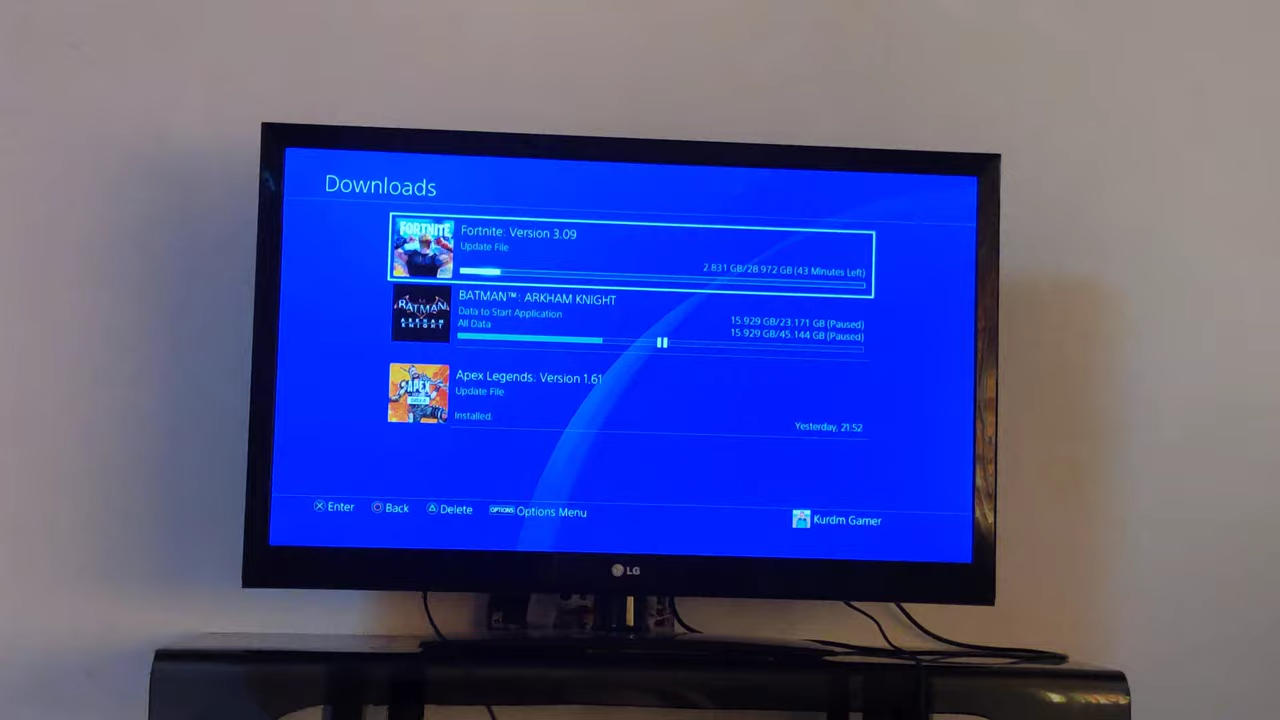 Downloads
FORTNITE
Fortnite: Version 3.09
Update File
2.831 GB/28.972 GB (43 Minutes Left)
BATMAN
ARKHAM
KNIGHT
BATMAN™: ARKHAM KNIGHT
Data to Start Application
15.929 GB/23.171 GB (Paused)
All Data
15.929 GB/45.144 GB (Paused)
APEX
Apex Legends: Version 1.61
Update File
Installed.
Yesterday, 21:52
Enter
Back
Delete
OPTIONS Options Menu
Kurdm Gamer
LG